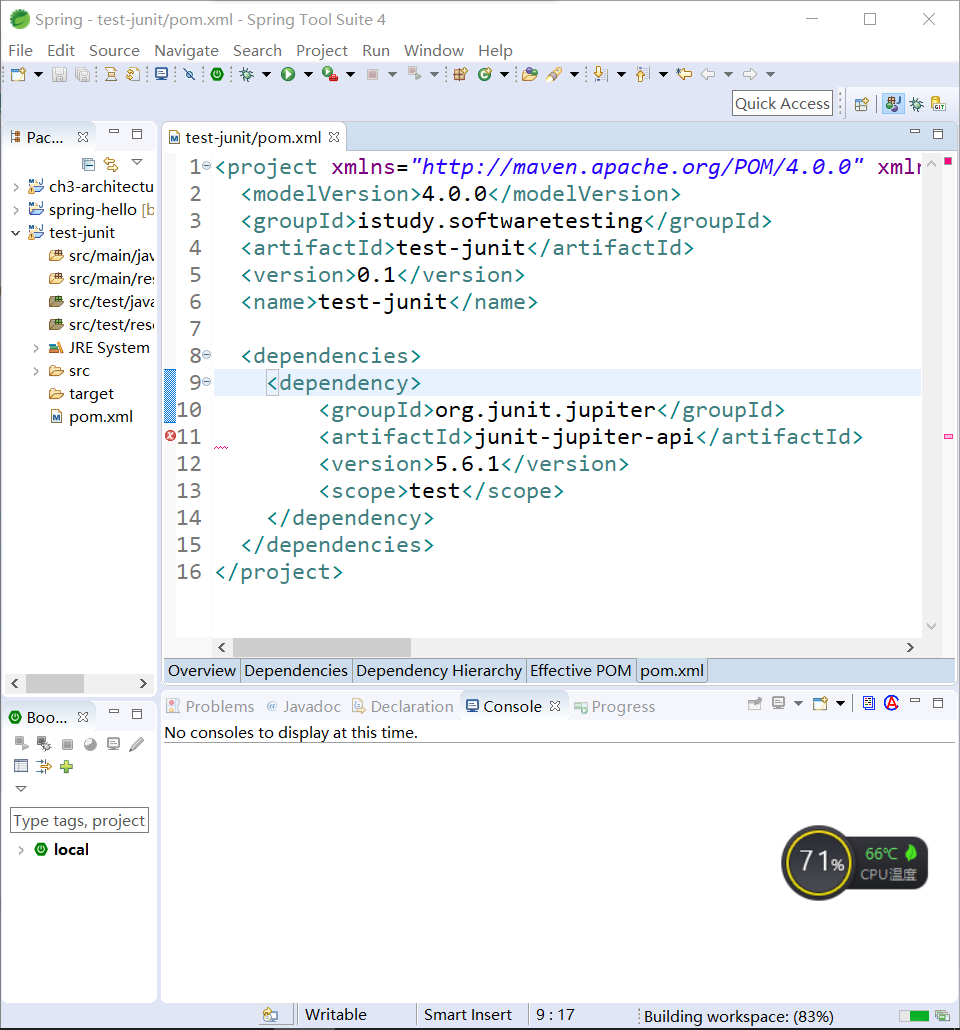 Spring - test-junit/pom.xml - Spring Tool Suite 4
File Edit Source Navigate Search Project Run Window Help
Quick Access
Pac...
test-junit/pom.xml
ch3-architectu
spring-hello [b
test-junit
src/main/jav
src/main/res
src/test/java
src/test/reso
JRE System
src
target
pom.xml
1 <project xmlns="http://maven.apache.org/POM/4.0.0" xmlr
2 <modelVersion>4.0.0</modelVersion>
3 <groupId>istudy.softwaretesting</groupId>
4 <artifactId>test-junit</artifactId>
5 <version>0.1</version>
6 <name>test-junit</name>
7
8 <dependencies>
9 <dependency>
10 <groupId>org.junit.jupiter</groupId>
11 <artifactId>junit-jupiter-api</artifactId>
12 <version>5.6.1</version>
13 <scope>test</scope>
14 </dependency>
15 </dependencies>
16 </project>
Overview Dependencies Dependency Hierarchy Effective POM pom.xml
Boo...
Type tags, project
local
Problems @ Javadoc Declaration Console Progress
No consoles to display at this time.
71%
66℃
CPU温度
Writable Smart Insert 9 : 17 Building workspace: (83%)